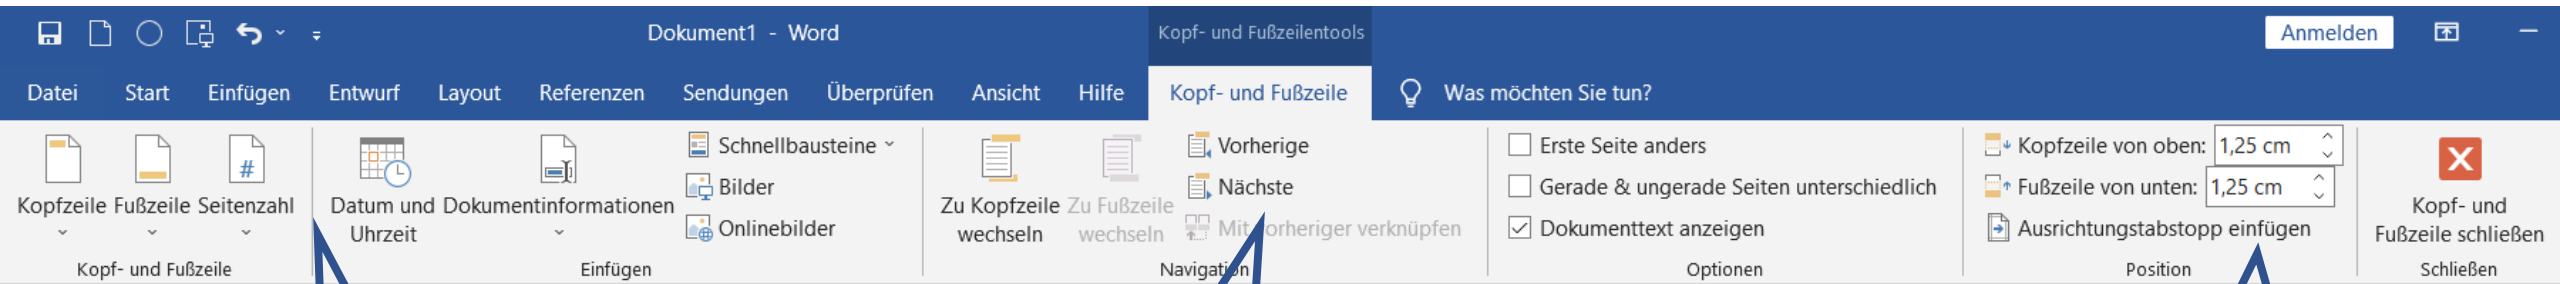 Dokument1 - Word
Kopf- und Fußzeilentools
Anmelden
Datei Start Einfügen Entwurf Layout Referenzen Sendungen Überprüfen Ansicht Hilfe Kopf- und Fußzeile Was möchten Sie tun?
Kopfzeile Fußzeile Seitenzahl
Kopf- und Fußzeile
Datum und Uhrzeit
Dokumentinformationen
Schnellbausteine
Bilder
Onlinebilder
Einfügen
Zu Kopfzeile
wechseln
Zu Fußzeile
wechseln
Vorherige
Nächste
Mit vorheriger verknüpfen
Navigation
Erste Seite anders
Gerade & ungerade Seiten unterschiedlich
Dokumenttext anzeigen
Optionen
Kopfzeile von oben: 1,25 cm
Fußzeile von unten: 1,25 cm
Ausrichtungstabstopp einfügen
Position
Kopf- und
Fußzeile schließen
Schließen